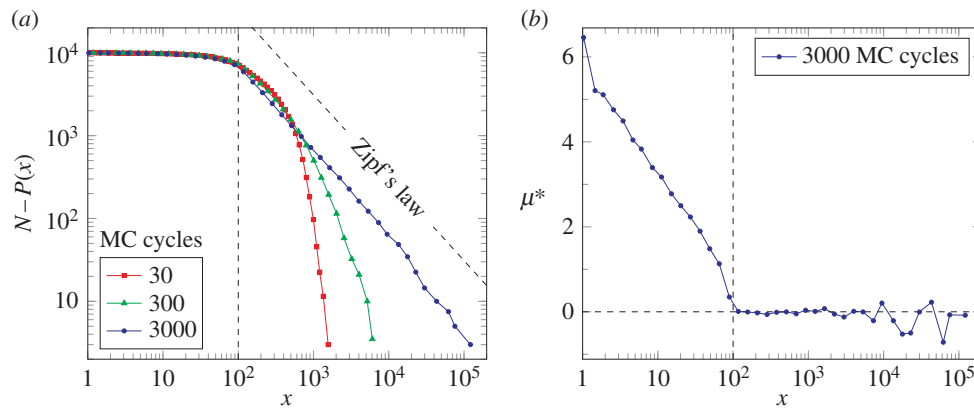 (a)
10⁴
10³
10²
10
N – P(x)
Zipf's law
MC cycles
30
300
3000
1 10 10² 10³ 10⁴ 10⁵
x
(b)
6
4
2
0
μ*
3000 MC cycles
1 10 10² 10³ 10⁴ 10⁵
x